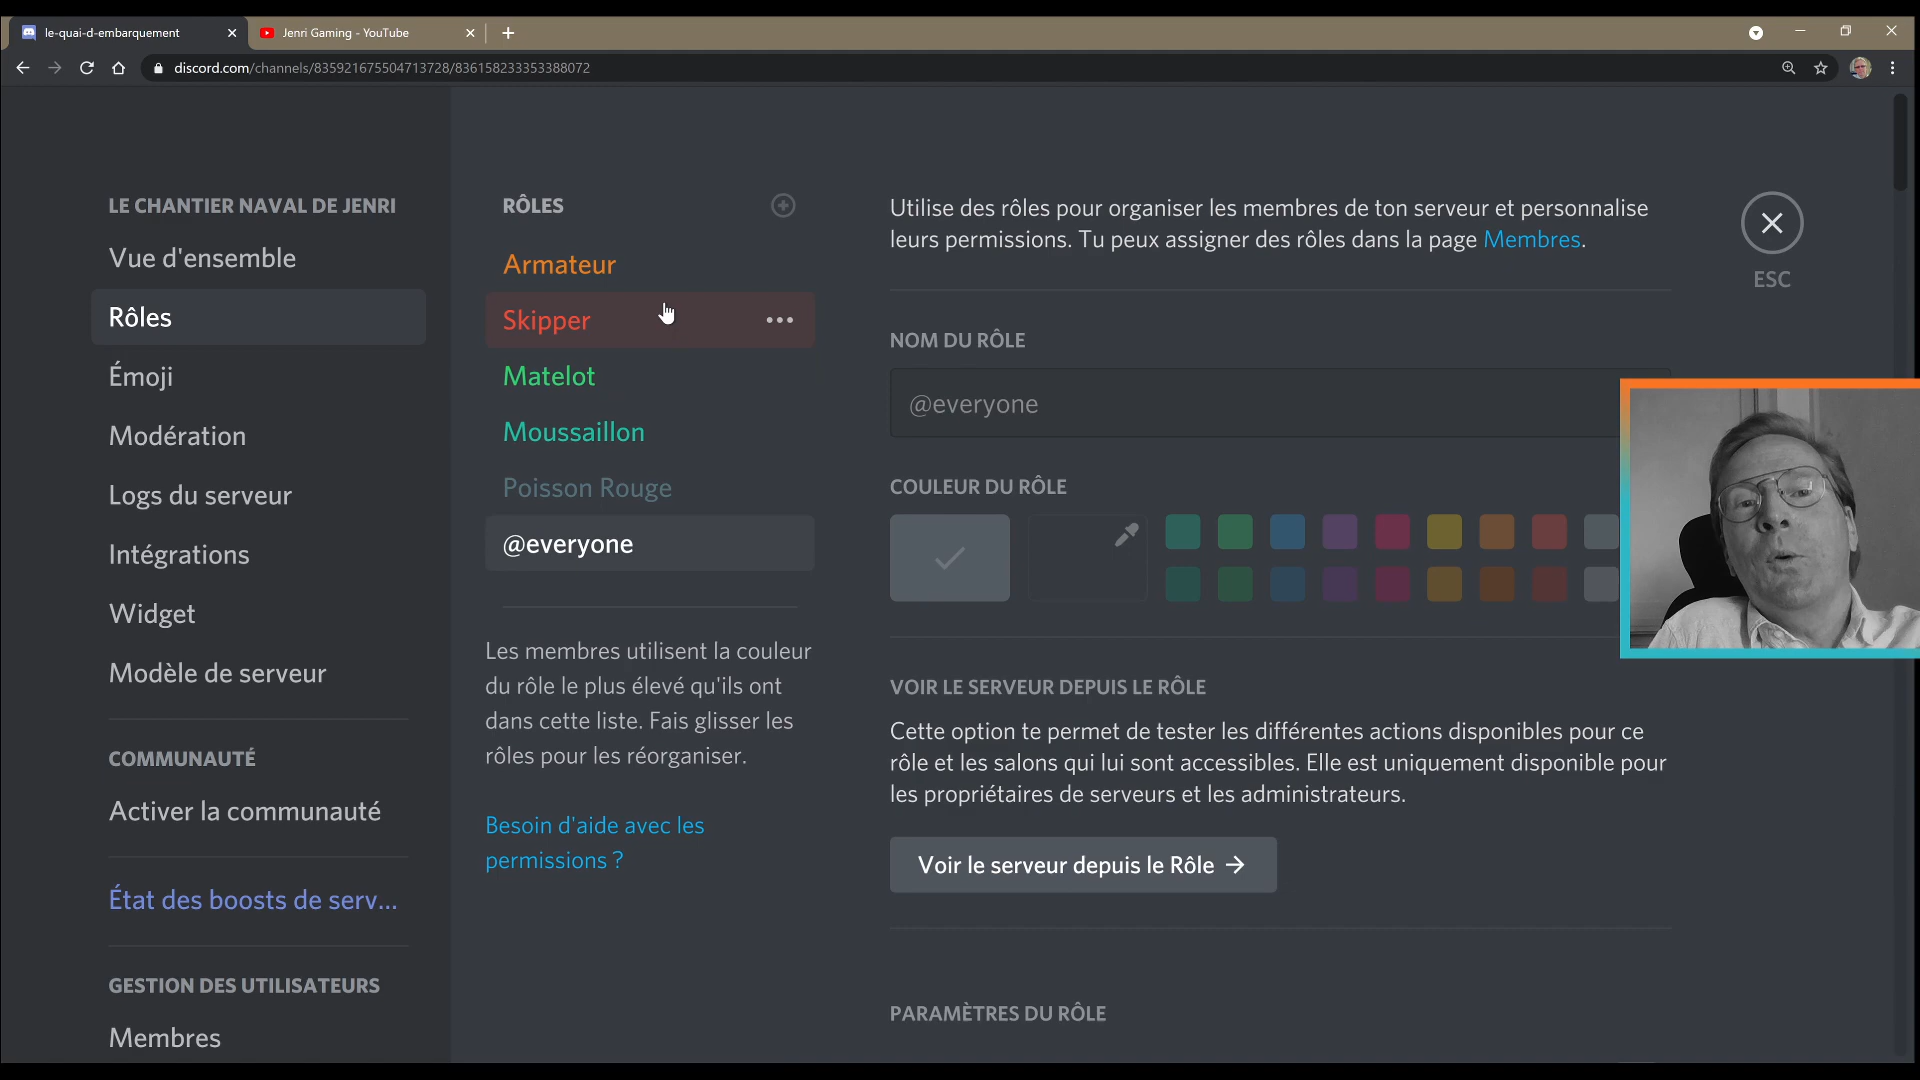 le-quai-d-embarquement
Jenri Gaming - YouTube
discord.com/channels/835921675504713728/836158233353388072
LE CHANTIER NAVAL DE JENRI
Vue d'ensemble
Rôles
Émoji
Modération
Logs du serveur
Intégrations
Widget
Modèle de serveur
COMMUNAUTÉ
Activer la communauté
État des boosts de serv...
GESTION DES UTILISATEURS
Membres
RÔLES
Armateur
Skipper
Matelot
Moussaillon
Poisson Rouge
@everyone
Les membres utilisent la couleur
du rôle le plus élevé qu'ils ont
dans cette liste. Fais glisser les
rôles pour les réorganiser.
Besoin d'aide avec les
permissions ?
Utilise des rôles pour organiser les membres de ton serveur et personnalise
leurs permissions. Tu peux assigner des rôles dans la page Membres.
ESC
NOM DU RÔLE
@everyone
COULEUR DU RÔLE
VOIR LE SERVEUR DEPUIS LE RÔLE
Cette option te permet de tester les différentes actions disponibles pour ce
rôle et les salons qui lui sont accessibles. Elle est uniquement disponible pour
les propriétaires de serveurs et les administrateurs.
Voir le serveur depuis le Rôle →
PARAMÈTRES DU RÔLE